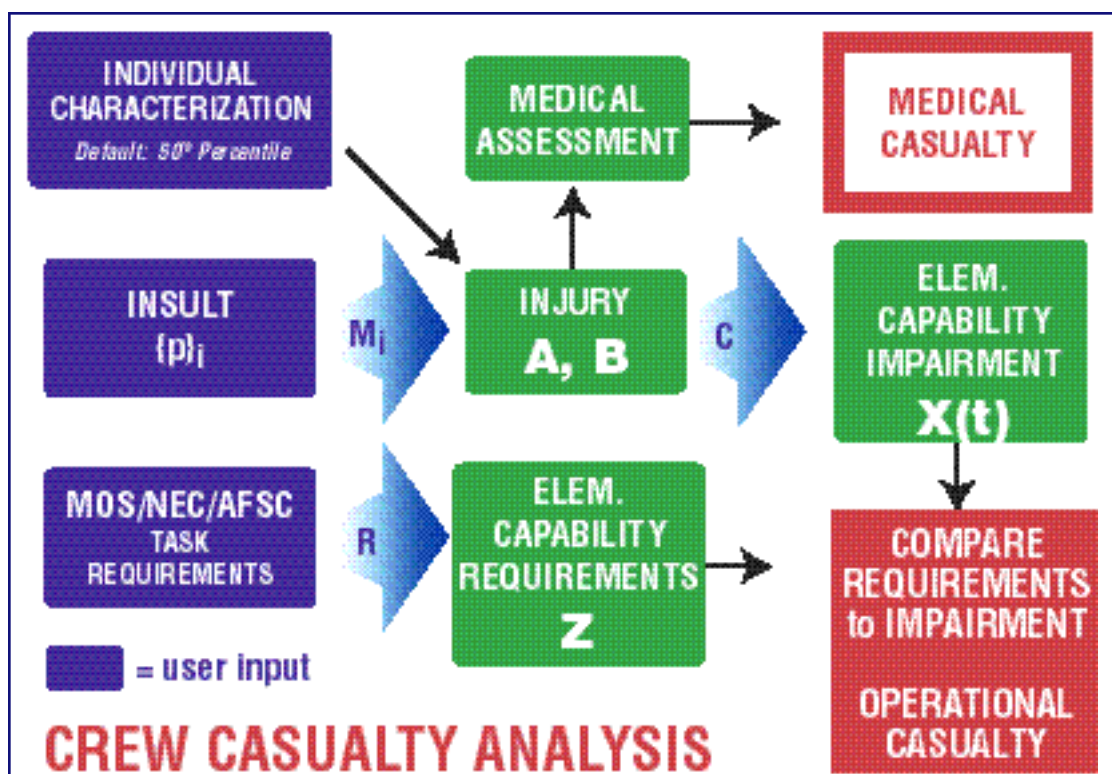 INDIVIDUAL
CHARACTERIZATION
Default: 50º Percentile
MEDICAL
ASSESSMENT
MEDICAL
CASUALTY
INSULT
{p}i
Mi
INJURY
A, B
C
ELEM.
CAPABILITY
IMPAIRMENT
X(t)
MOS/NEC/AFSC
TASK
REQUIREMENTS
R
ELEM.
CAPABILITY
REQUIREMENTS
Z
COMPARE
REQUIREMENTS
to IMPAIRMENT
OPERATIONAL
CASUALTY
= user input
CREW CASUALTY ANALYSIS